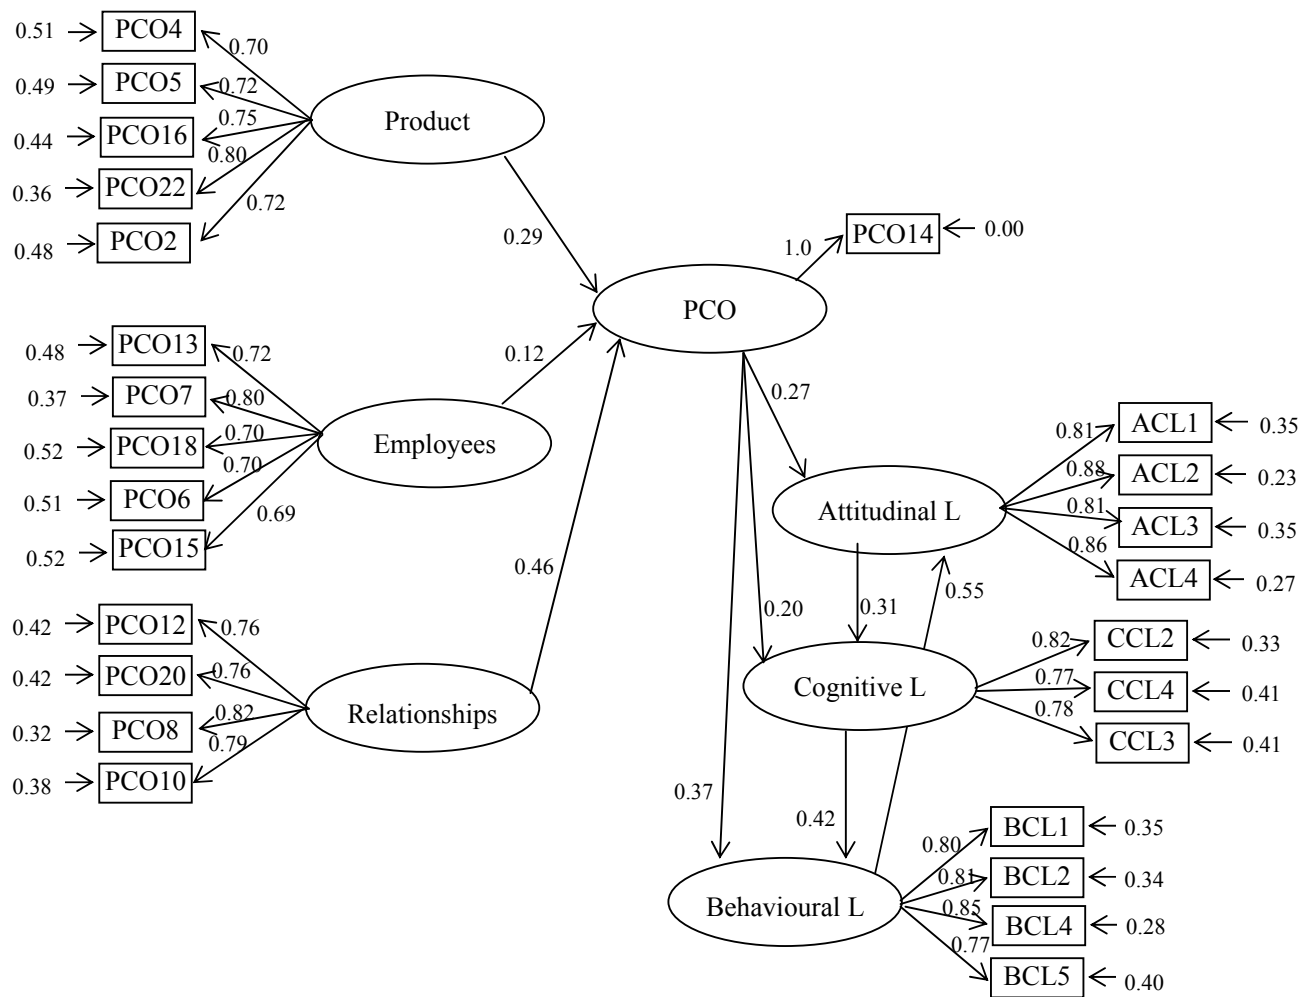 0.51 PCO4 0.70
0.49 PCO5 0.72
0.44 PCO16 0.75
0.36 PCO22 0.80
0.48 PCO2 0.72
Product
0.29
PCO14 0.00
1.0
PCO
0.48 PCO13 0.72
0.37 PCO7 0.80
0.52 PCO18 0.70
0.51 PCO6 0.70
0.52 PCO15 0.69
Employees
0.12
0.46
0.42 PCO12 0.76
0.42 PCO20 0.76
0.32 PCO8 0.82
0.38 PCO10 0.79
Relationships
0.27
0.20
0.37
Attitudinal L
0.81 ACL1 0.35
0.88 ACL2 0.23
0.81 ACL3 0.35
0.86 ACL4 0.27
0.31
0.55
Cognitive L
0.82 CCL2 0.33
0.77 CCL4 0.41
0.78 CCL3 0.41
0.42
Behavioural L
0.80 BCL1 0.35
0.81 BCL2 0.34
0.85 BCL4 0.28
0.77 BCL5 0.40